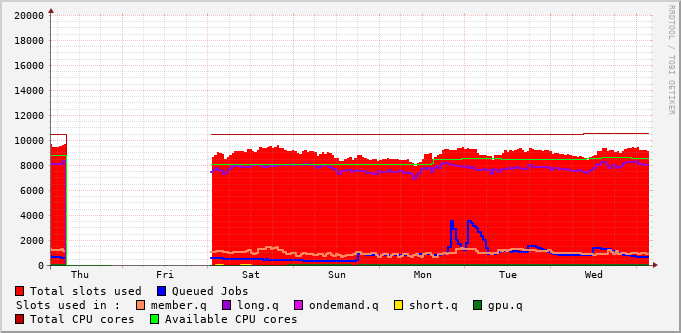 20000
18000
16000
14000
12000
10000
8000
6000
4000
2000
0
Thu Fri Sat Sun Mon Tue Wed
Total slots used Queued Jobs
Slots used in : member.q long.q ondemand.q short.q gpu.q
Total CPU cores Available CPU cores
RRDTOOL / TOBI OETIKER